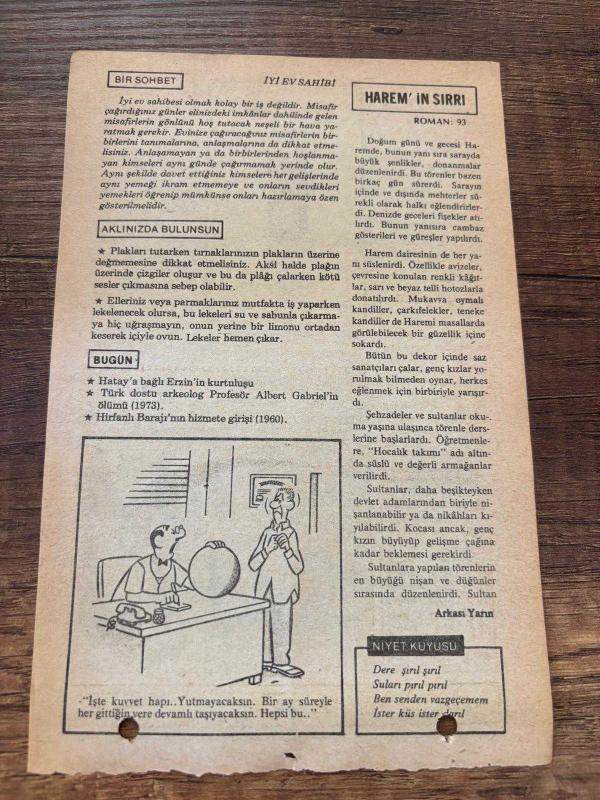 BİR SOHBET
İYİ EV SAHİBİ
İyi ev sahibesi olmak kolay bir iş değildir. Misafir
çağırdığınız günler elinizdeki imkânlar dahilinde gelen
misafirlerin gönlünü hoş tutacak neşeli bir hava ya-
ratmak gerekir. Evinize çağıracağınız misafirlerin bir-
birlerini tanımalarına, anlaşmalarına da dikkat etme-
lisiniz. Anlaşamayan ya da birbirlerinden hoşlanma-
yan kimseleri aynı günde çağırmamak yerinde olur.
Aynı şekilde davet ettiğiniz kimselere her gelişlerinde
aynı yemeği ikram etmemeye ve onların sevdikleri
yemekleri öğrenip mümkünse onları hazırlamaya özen
gösterilmelidir.
AKLINIZDA BULUNSUN
★ Plakları tutarken tırnaklarınızın plakların üzerine
değmemesine dikkat etmelisiniz. Aksi halde plağın
üzerinde çizgiler oluşur ve bu da plâğı çalarken kötü
sesler çıkmasına sebep olabilir.
★ Elleriniz veya parmaklarınız mutfakta iş yaparken
lekelenecek olursa, bu lekeleri su ve sabunla çıkarma-
ya hiç uğraşmayın, onun yerine bir limonu ortadan
keserek içiyle ovun. Lekeler hemen çıkar.
BUGÜN
★ Hatay'a bağlı Erzin'in kurtuluşu
★ Türk dostu arkeolog Profesör Albert Gabriel'in
ölümü (1973).
★ Hirfanlı Barajı'nın hizmete girişi (1960).
-"İşte kuvvet hapı.. Yutmayacaksın. Bir ay süreyle
her gittiğin yere devamlı taşıyacaksın. Hepsi bu.."
HAREM' İN SIRRI
ROMAN: 93
Doğum günü ve gecesi Ha-
remde, bunun yanı sıra sarayda
büyük şenlikler, donanmalar
düzenlenirdi. Bu törenler bazen
birkaç gün sürerdi. Sarayın
içinde ve dışında mehterler sü-
rekli olarak halkı eğlendirirler-
di. Denizde geceleri fişekler atı-
lırdı. Bunun yanısıra cambaz
gösterileri ve güreşler yapılırdı.
Harem dairesinin de her ya-
nı süslenirdi. Özellikle avizeler,
çevresine konulan renkli kâğıt-
lar, sarı ve beyaz telli hotozlarla
donatılırdı. Mukavva oymalı
kandiller, çarkıfelekler, teneke
kandiller de Haremi masallarda
görülebilecek bir güzellik içine
sokardı.
Bütün bu dekor içinde saz
sanatçıları çalar, genç kızlar yo-
rulmak bilmeden oynar, herkes
eğlenmek için birbiriyle yarışır-
dı.
Şehzadeler ve sultanlar oku-
ma yaşına ulaşınca törenle ders-
lerine başlarlardı. Öğretmenle-
re, "Hocalık takımı" adı altın-
da süslü ve değerli armağanlar
verilirdi.
Sultanlar, daha beşikteyken
devlet adamlarından biriyle ni-
şanlanabilir ya da nikâhları kı-
yılabilirdi. Kocası ancak, genç
kızın büyüyüp gelişme çağına
kadar beklemesi gerekirdi
Sultanlara yapılan törenlerin
en büyüğü nişan ve düğünler
sırasında düzenlenirdi. Sultan
Arkası Yarın
NİYET KUYUSU
Dere şırıl şırıl
Suları pırıl pırıl
Ben senden vazgeçemem
İster küs ister darıl